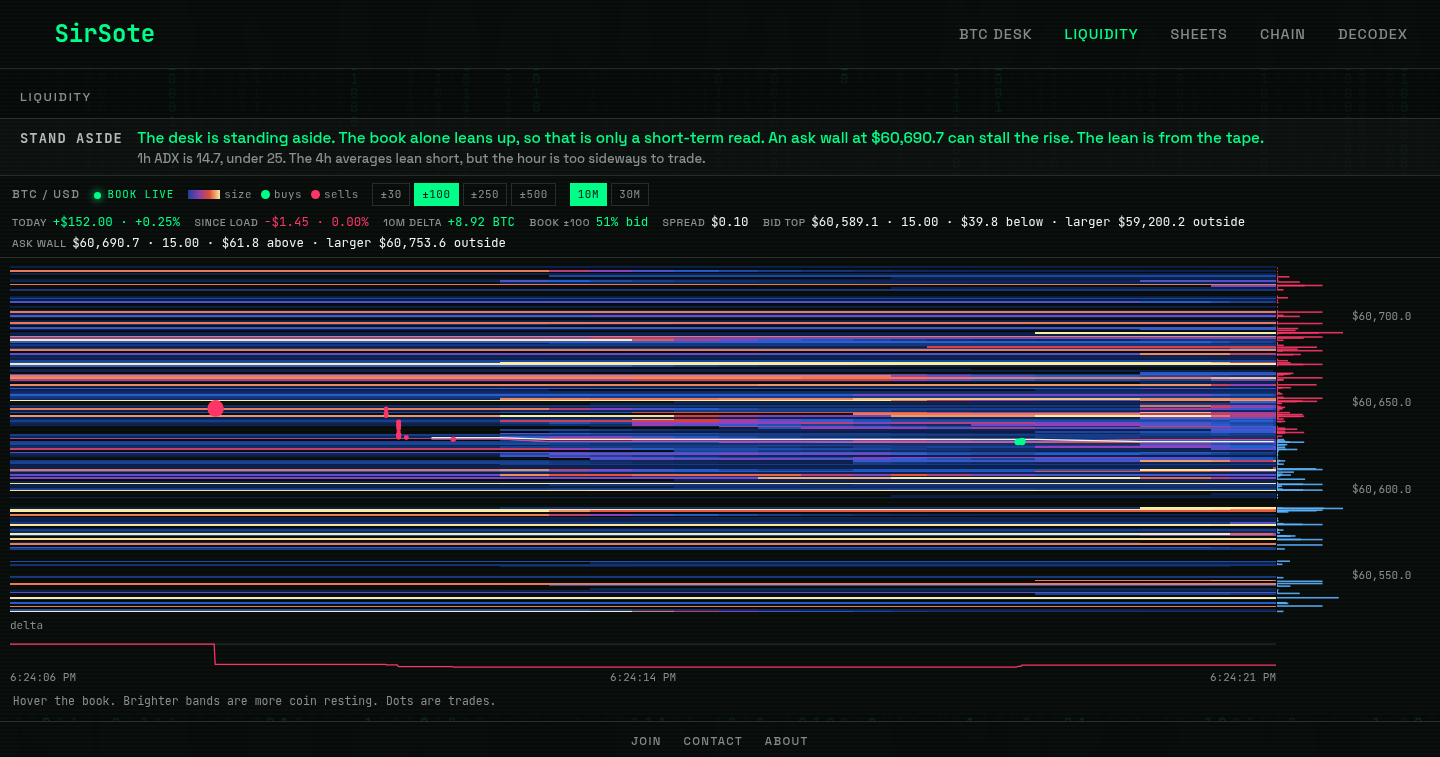 SirSote
BTC DESK LIQUIDITY SHEETS CHAIN DECODEX
LIQUIDITY
STAND ASIDE The desk is standing aside. The book alone leans up, so that is only a short-term read. An ask wall at $60,690.7 can stall the rise. The lean is from the tape.
1h ADX is 14.7, under 25. The 4h averages lean short, but the hour is too sideways to trade.
BTC / USD BOOK LIVE size buys sells ±30 ±100 ±250 ±500 10M 30M
TODAY +$152.00 · +0.25% SINCE LOAD -$1.45 · 0.00% 10M DELTA +8.92 BTC BOOK ±100 51% bid SPREAD $0.10 BID TOP $60,589.1 · 15.00 · $39.8 below · larger $59,200.2 outside
ASK WALL $60,690.7 · 15.00 · $61.8 above · larger $60,753.6 outside
$60,700.0
$60,650.0
$60,600.0
$60,550.0
delta
6:24:06 PM 6:24:14 PM 6:24:21 PM
Hover the book. Brighter bands are more coin resting. Dots are trades.
JOIN CONTACT ABOUT